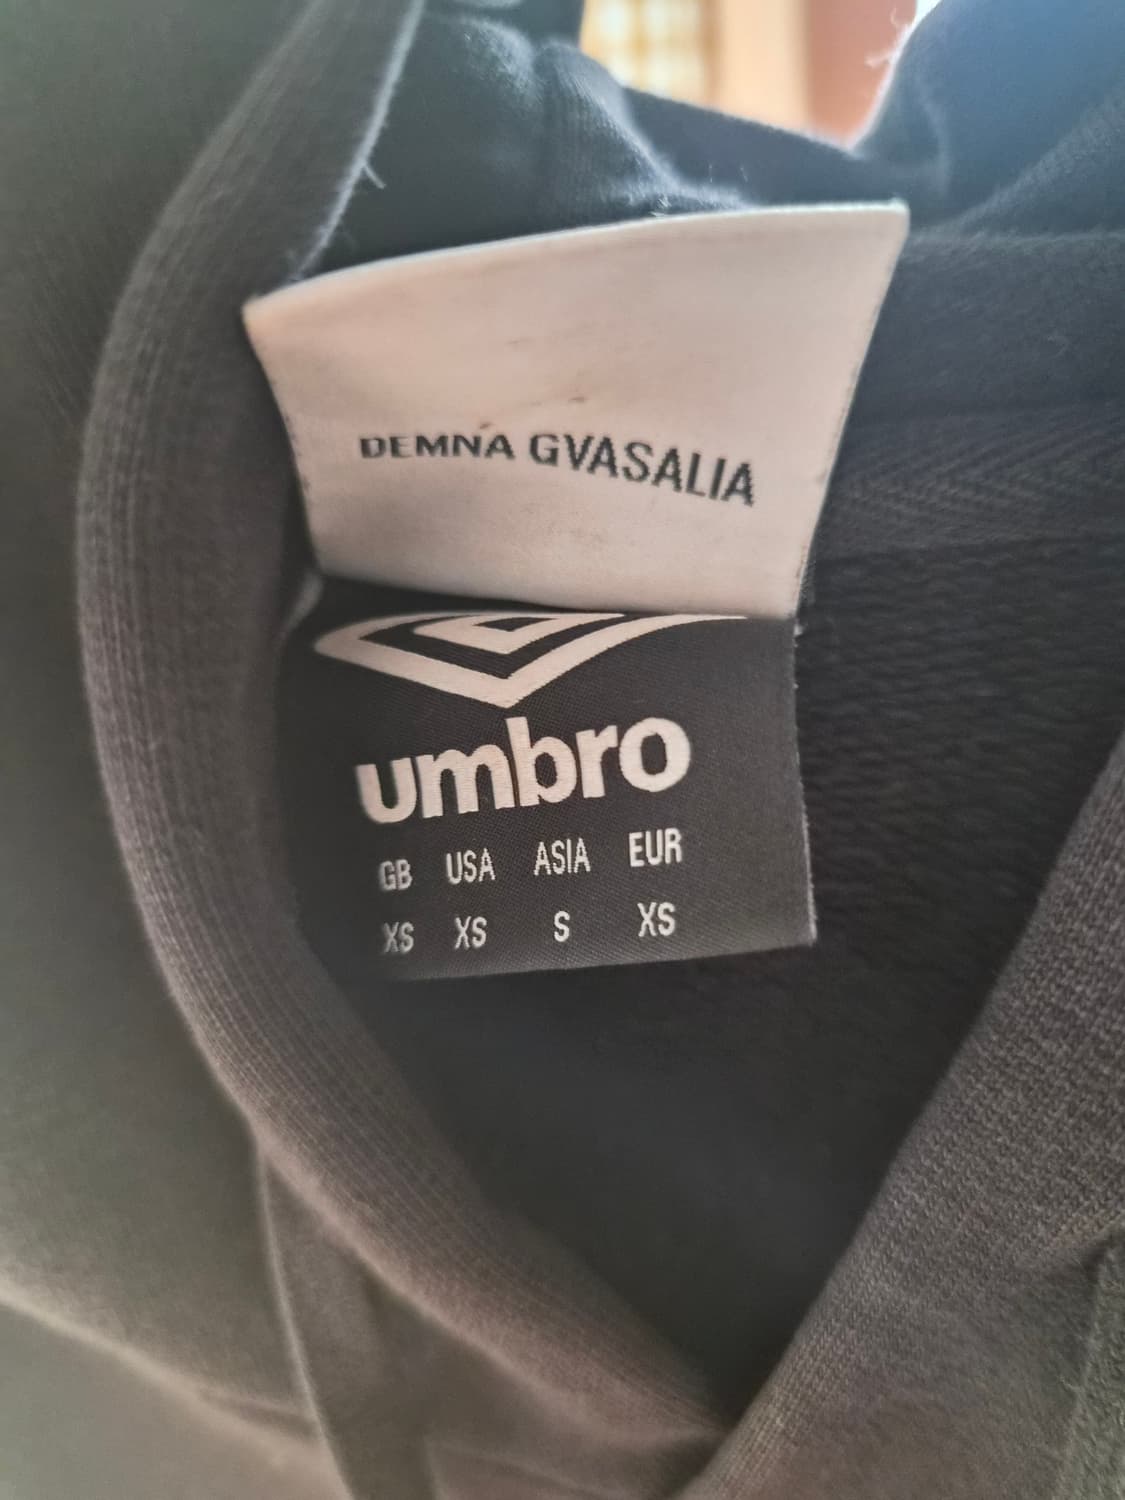 DEMNA GVASALIA
umbro
GB USA ASIA EUR
XS XS S XS